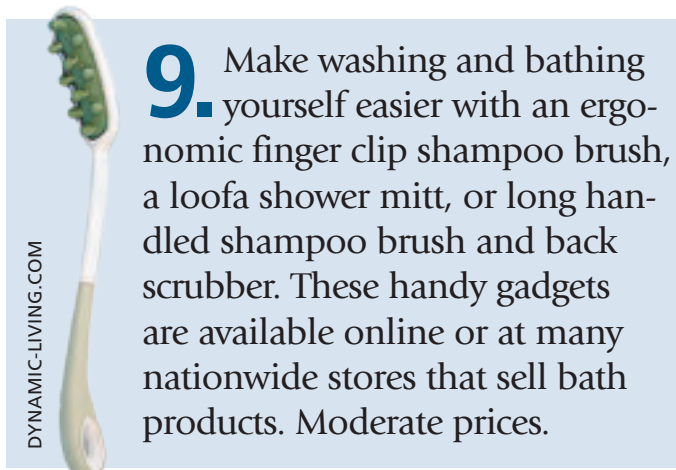 9. Make washing and bathing
yourself easier with an ergo-
nomic finger clip shampoo brush,
a loofa shower mitt, or long han-
dled shampoo brush and back
scrubber. These handy gadgets
are available online or at many
nationwide stores that sell bath
products. Moderate prices.
DYNAMIC-LIVING.COM